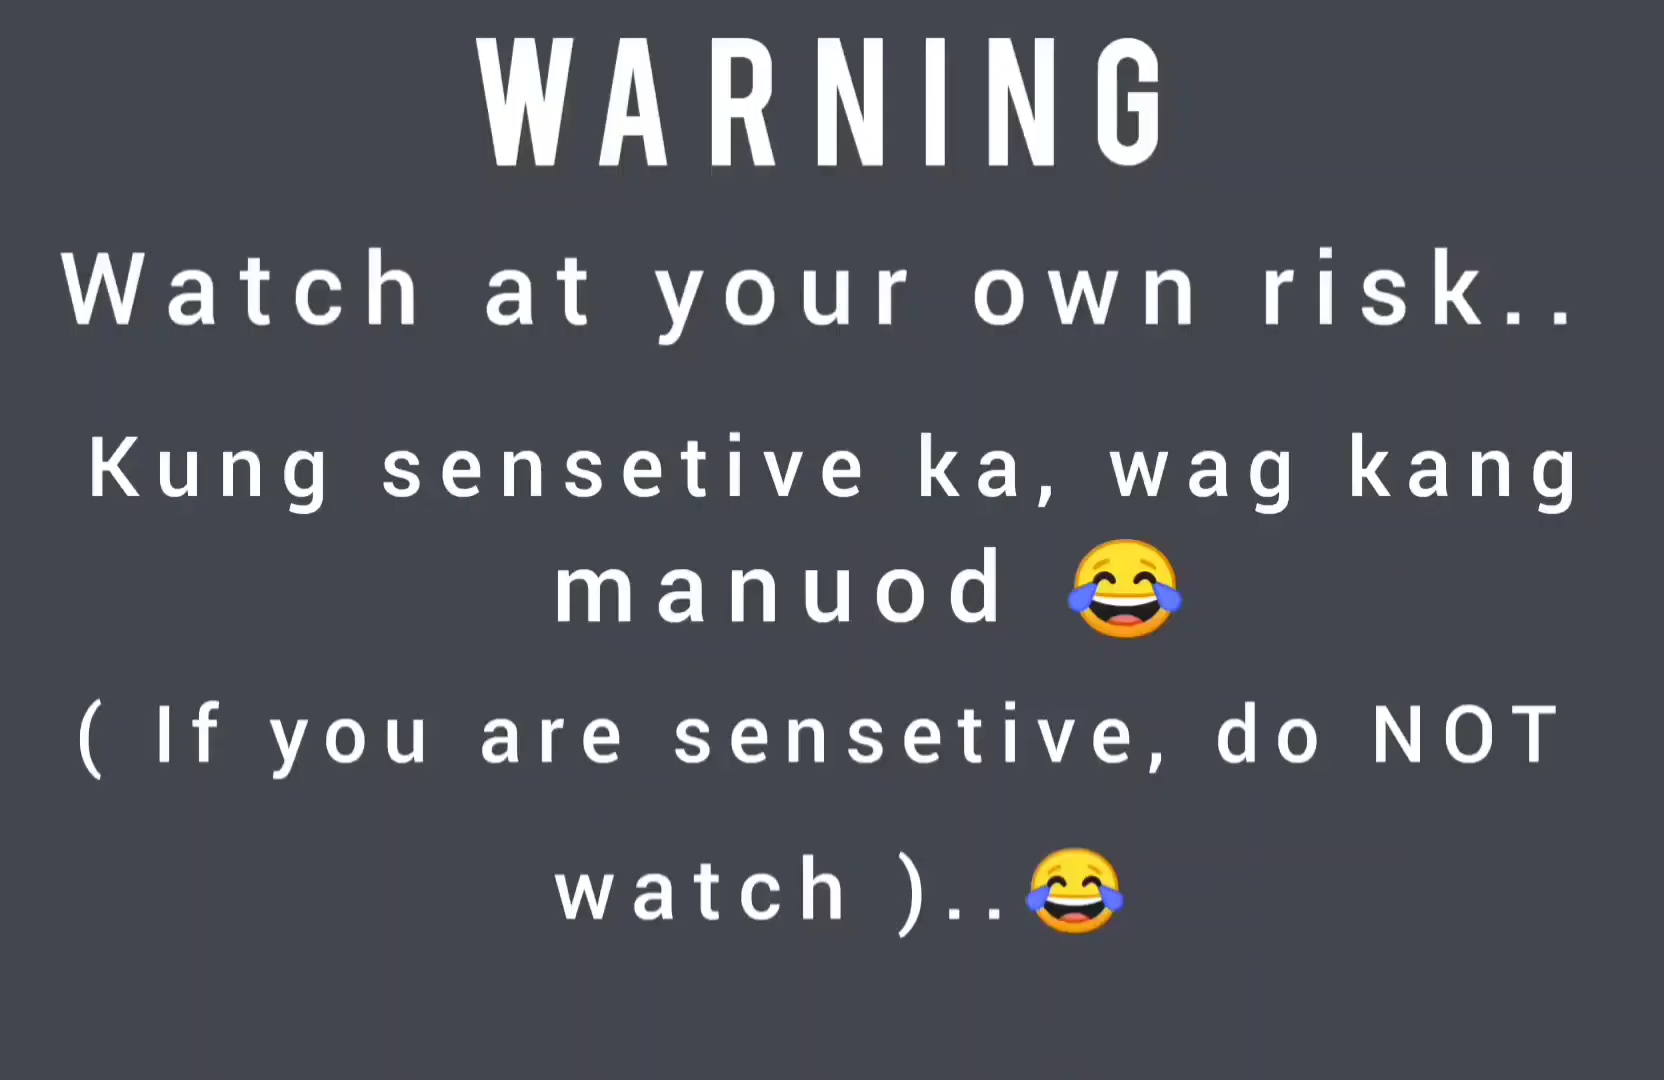 WARNING
Watch at your own risk..
Kung sensetive ka, wag kang
manuod 😂
( If you are sensetive, do NOT
watch )..😂